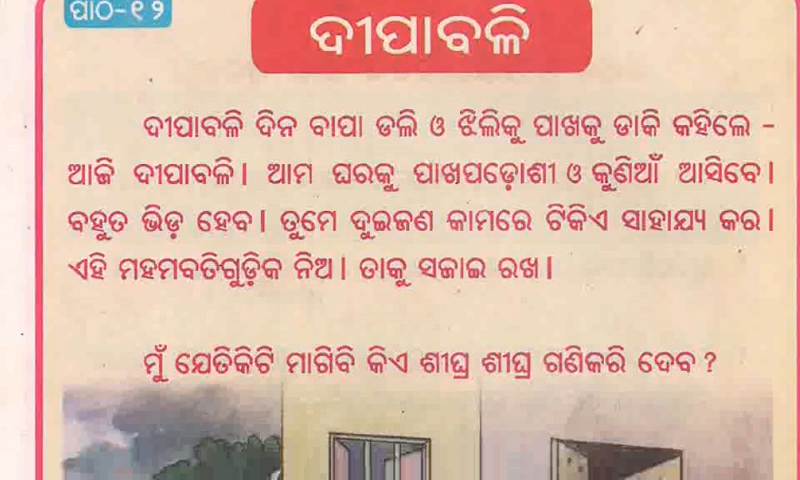 ପାଠ-୧୨
ଦୀପାବଳି
ଦୀପାବଳି ଦିନ ବାପା ଡଲି ଓ ଝିଲିକୁ ପାଖକୁ ଡାକି କହିଲେ -
ଆଜି ଦୀପାବଳି। ଆମ ଘରକୁ ପାଖପଡ଼ୋଶୀ ଓ କୁଣିଆଁ ଆସିବେ।
ବହୁତ ଭିଡ଼ ହେବ। ତୁମେ ଦୁଇଜଣ କାମରେ ଟିକିଏ ସାହାଯ୍ୟ କର।
ଏହି ମହମବତିଗୁଡ଼ିକ ନିଅ। ତାକୁ ସଜାଇ ରଖ।
ମୁଁ ଯେତିକିଟି ମାଗିବି କିଏ ଶୀଘ୍ର ଶୀଘ୍ର ଗଣିକରି ଦେବ ?